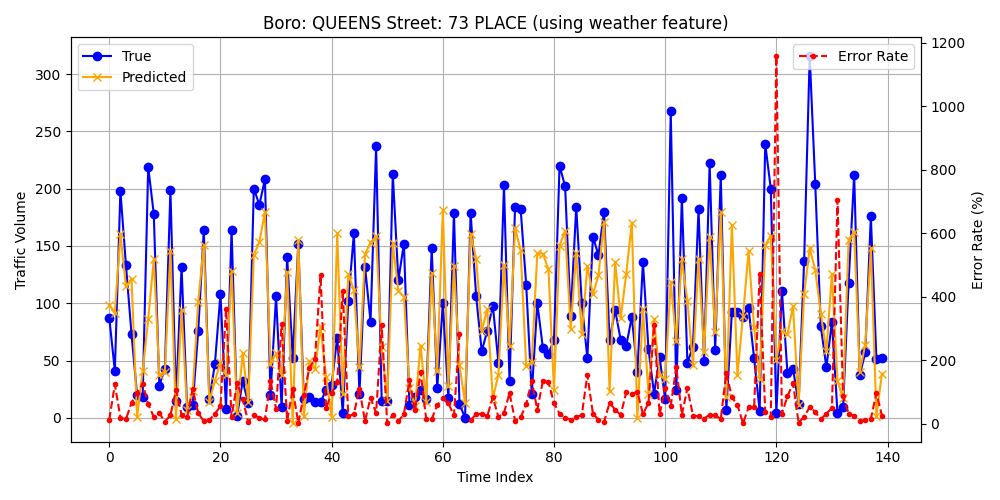 Boro: QUEENS Street: 73 PLACE (using weather feature)
True
Predicted
Error Rate
Traffic Volume
300
250
200
150
100
50
0
1200
1000
800
600
400
200
0
Error Rate (%)
0 20 40 60 80 100 120 140
Time Index